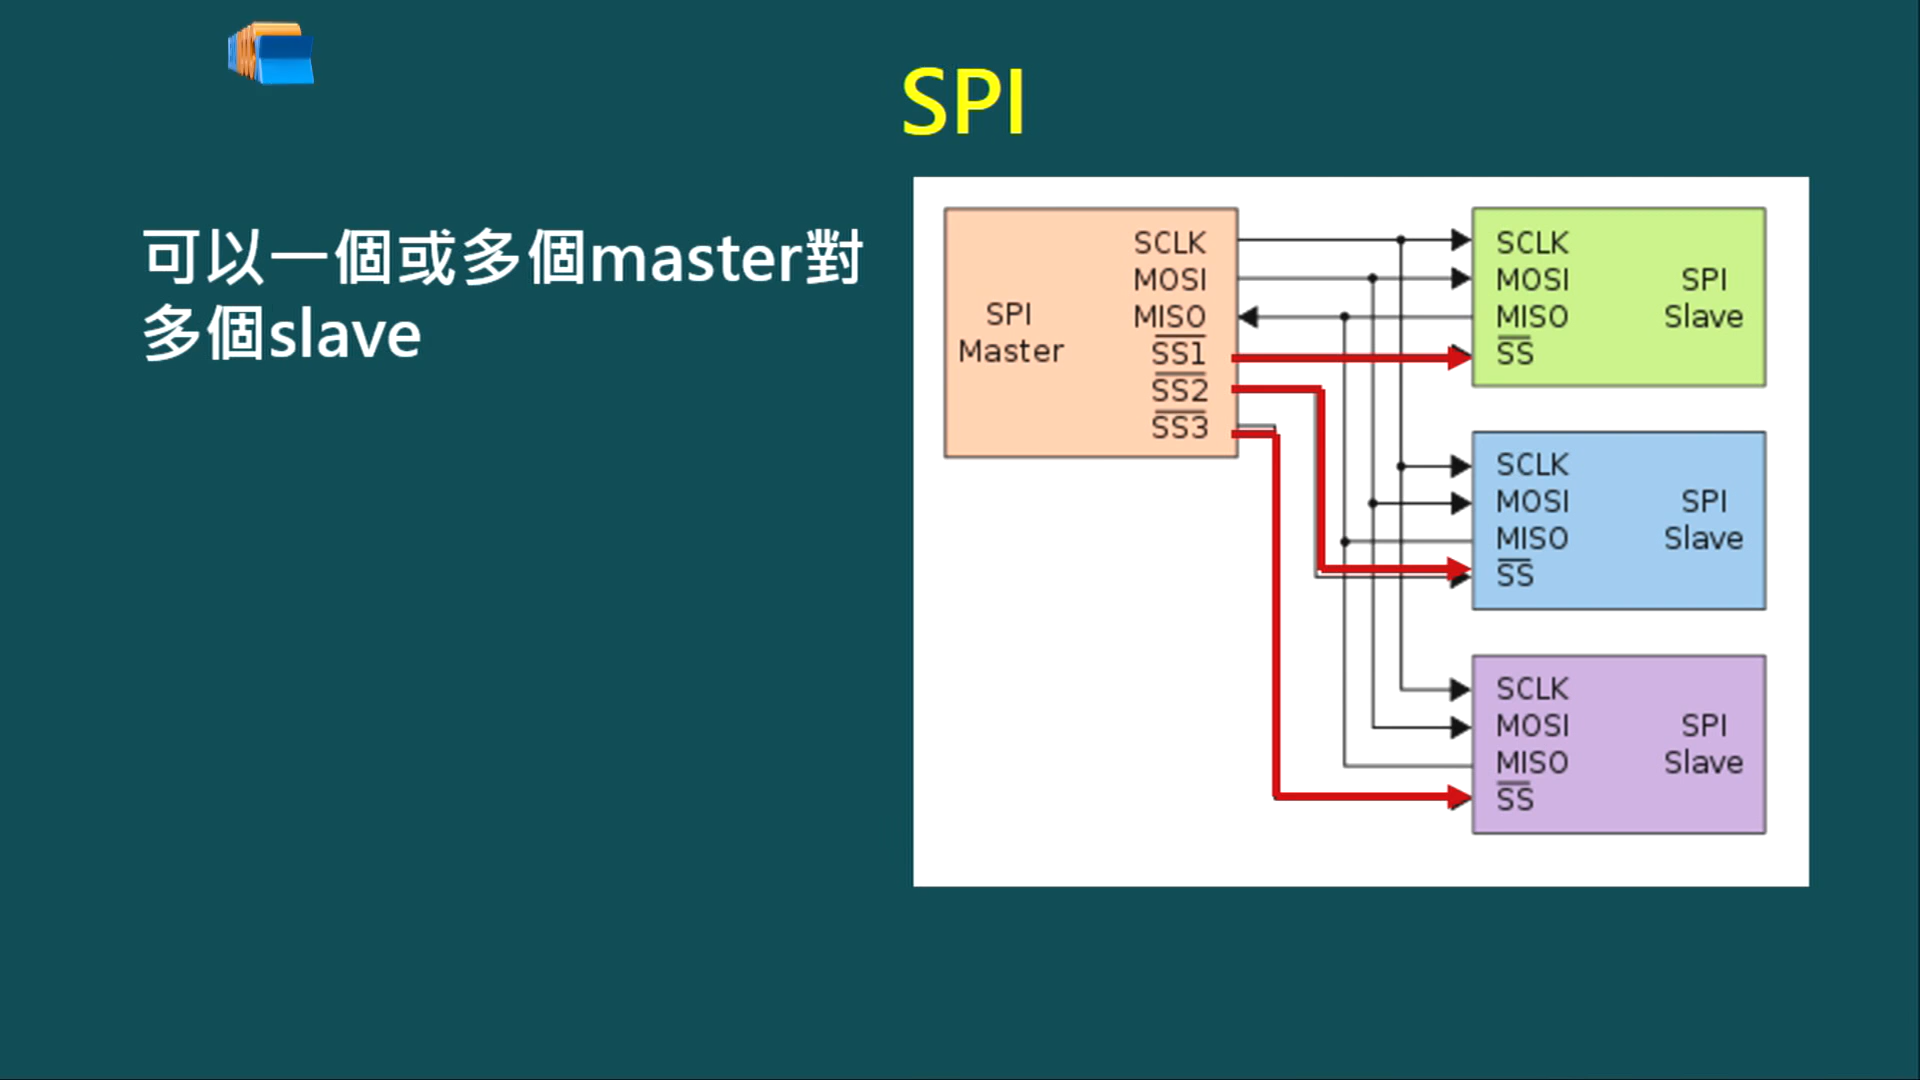 SPI
可以一個或多個master對
多個slave
SPI
Master
SCLK
MOSI
MISO
SS1
SS2
SS3
SCLK
MOSI
MISO
SS
SPI
Slave
SCLK
MOSI
MISO
SS
SPI
Slave
SCLK
MOSI
MISO
SS
SPI
Slave